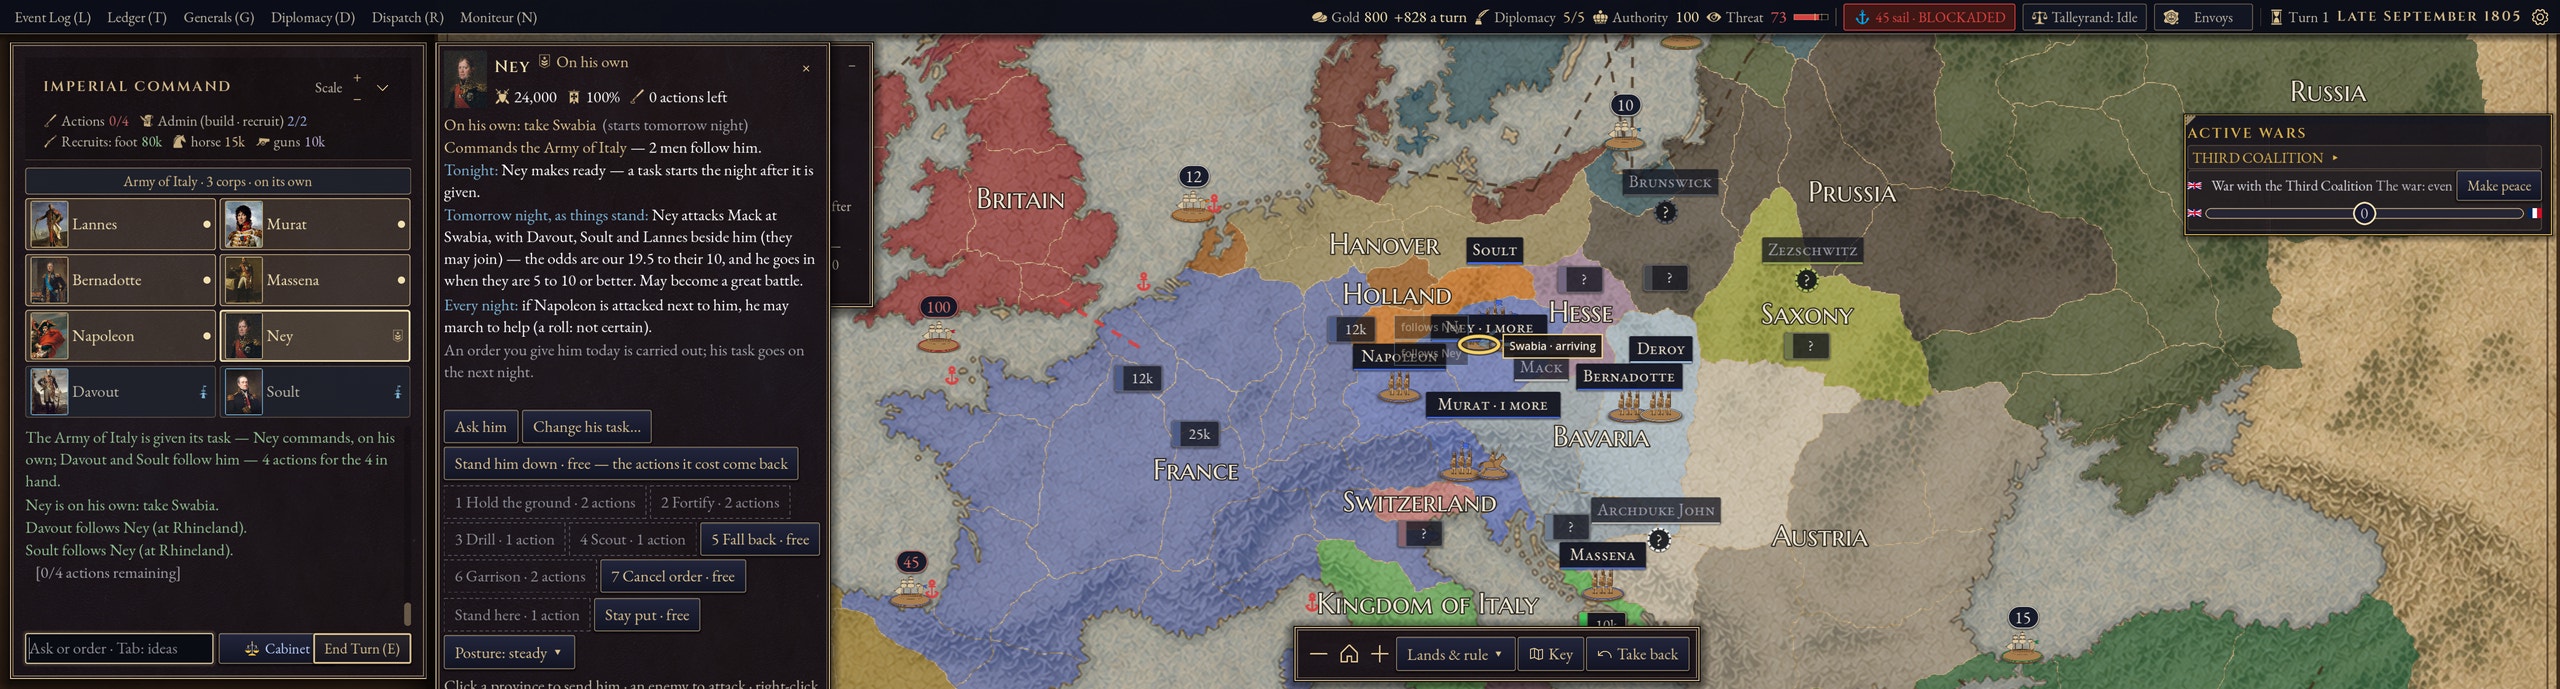 Event Log (L) Ledger (T) Generals (G) Diplomacy (D) Dispatch (R) Moniteur (N)
Gold 800 +828 a turn Diplomacy 5/5 Authority 100 Threat 73
45 sail · BLOCKADED
Talleyrand: Idle
Envoys
Turn 1 Late September 1805
Imperial Command
Scale + −
Actions 0/4 Admin (build · recruit) 2/2
Recruits: foot 80k horse 15k guns 10k
Army of Italy · 3 corps · on its own
Lannes
Murat
Bernadotte
Massena
Napoleon
Ney
Davout
Soult
The Army of Italy is given its task — Ney commands, on his
own; Davout and Soult follow him — 4 actions for the 4 in
hand.
Ney is on his own: take Swabia.
Davout follows Ney (at Rhineland).
Soult follows Ney (at Rhineland).
[0/4 actions remaining]
Ask or order · Tab: ideas
Cabinet
End Turn (E)
Ney On his own
×
24,000 100% 0 actions left
On his own: take Swabia (starts tomorrow night)
Commands the Army of Italy — 2 men follow him.
Tonight: Ney makes ready — a task starts the night after it is
given.
Tomorrow night, as things stand: Ney attacks Mack at
Swabia, with Davout, Soult and Lannes beside him (they
may join) — the odds are our 19.5 to their 10, and he goes in
when they are 5 to 10 or better. May become a great battle.
Every night: if Napoleon is attacked next to him, he may
march to help (a roll: not certain).
An order you give him today is carried out; his task goes on
the next night.
Ask him
Change his task...
Stand him down · free — the actions it cost come back
1 Hold the ground · 2 actions
2 Fortify · 2 actions
3 Drill · 1 action
4 Scout · 1 action
5 Fall back · free
6 Garrison · 2 actions
7 Cancel order · free
Stand here · 1 action
Stay put · free
Posture: steady ▾
Click a province to send him · an enemy to attack · right-click
−
fter
0
Britain
100
12
10
Hanover
Soult
Brunswick
?
Prussia
Russia
Zezschwitz
?
Holland
?
?
Hesse
Saxony
?
12k
follows Ney
Ney · 1 more
follows Ney
Napoleon
Swabia · arriving
Mack
Deroy
Bernadotte
12k
Murat · 1 more
25k
France
Bavaria
Switzerland
?
?
Archduke John
?
Massena
Austria
45
Kingdom of Italy
10k
15
− + Lands & rule ▾ Key Take back
Active Wars
THIRD COALITION ▸
War with the Third Coalition The war: even
Make peace
0